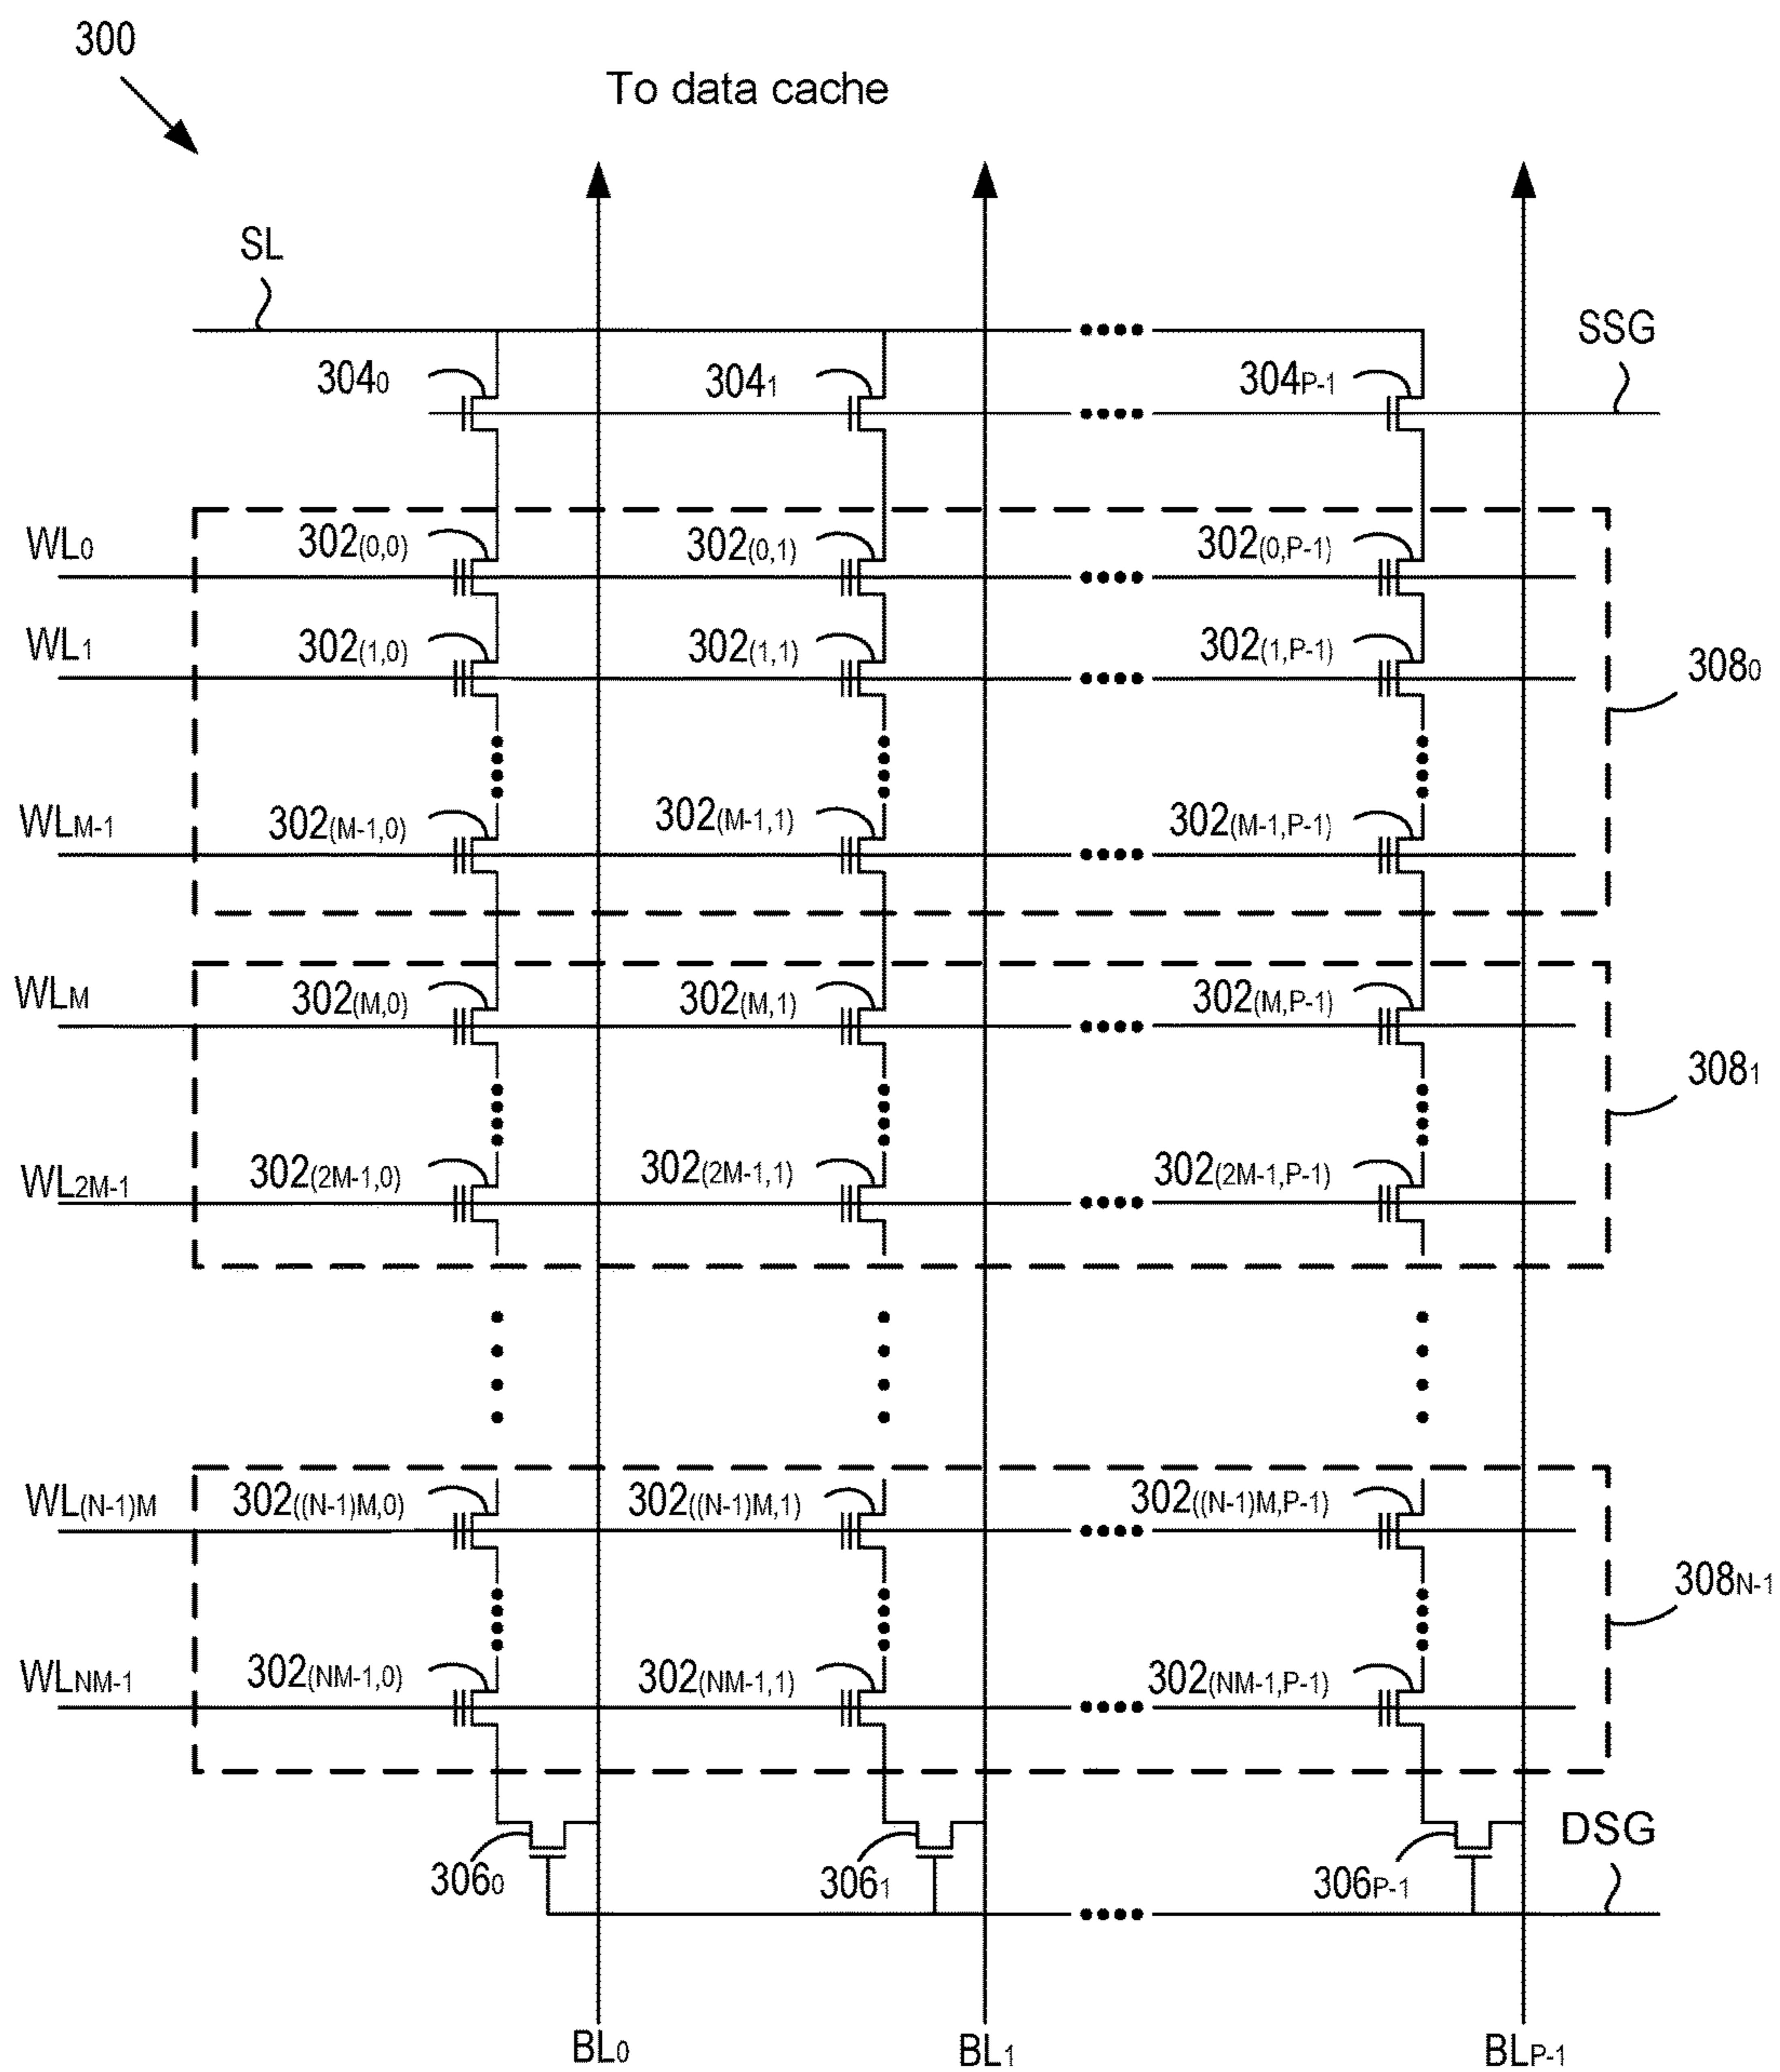 300
To data cache
SL
SSG
304₀ 304₁ 304P-1
WL₀ 302(0,0) 302(0,1) 302(0,P-1)
WL₁ 302(1,0) 302(1,1) 302(1,P-1)
308₀
WLM-1 302(M-1,0) 302(M-1,1) 302(M-1,P-1)
WLM 302(M,0) 302(M,1) 302(M,P-1)
308₁
WL2M-1 302(2M-1,0) 302(2M-1,1) 302(2M-1,P-1)
WL(N-1)M 302((N-1)M,0) 302((N-1)M,1) 302((N-1)M,P-1)
308N-1
WLNM-1 302(NM-1,0) 302(NM-1,1) 302(NM-1,P-1)
DSG
306₀ 306₁ 306P-1
BL₀ BL₁ BLP-1